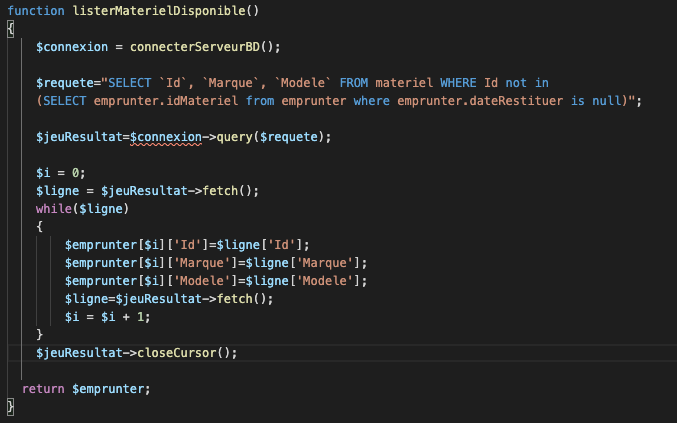 function listerMaterielDisponible()
{
$connexion = connecterServeurBD();
$requete="SELECT `Id`, `Marque`, `Modele` FROM materiel WHERE Id not in
(SELECT emprunter.idMateriel from emprunter where emprunter.dateRestituer is null)";
$jeuResultat=$connexion->query($requete);
$i = 0;
$ligne = $jeuResultat->fetch();
while($ligne)
{
$emprunter[$i]['Id']=$ligne['Id'];
$emprunter[$i]['Marque']=$ligne['Marque'];
$emprunter[$i]['Modele']=$ligne['Modele'];
$ligne=$jeuResultat->fetch();
$i = $i + 1;
}
$jeuResultat->closeCursor();
return $emprunter;
}